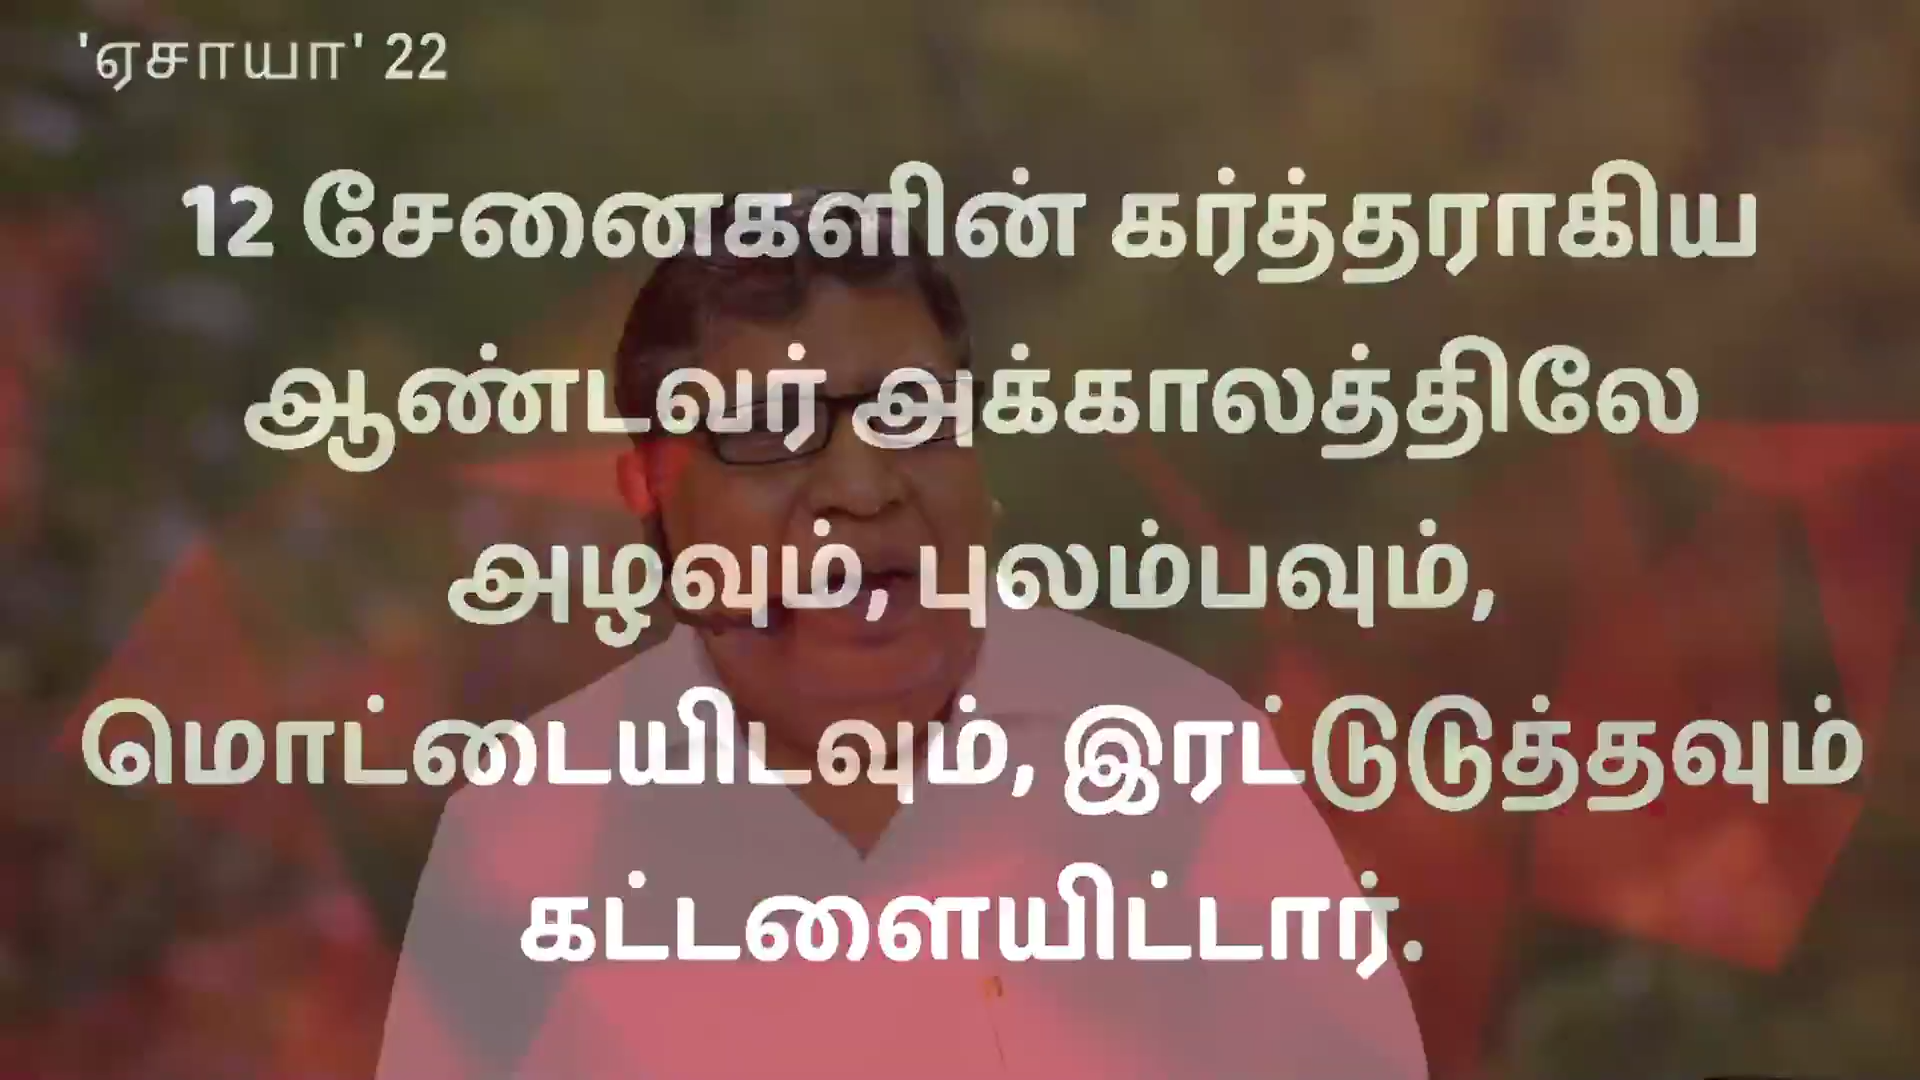 'ஏசாயா' 22
12 சேனைகளின் கர்த்தராகிய
ஆண்டவர் அக்காலத்திலே
அழவும், புலம்பவும்,
மொட்டையிடவும், இரட்டுடுத்தவும்
கட்டளையிட்டார்.